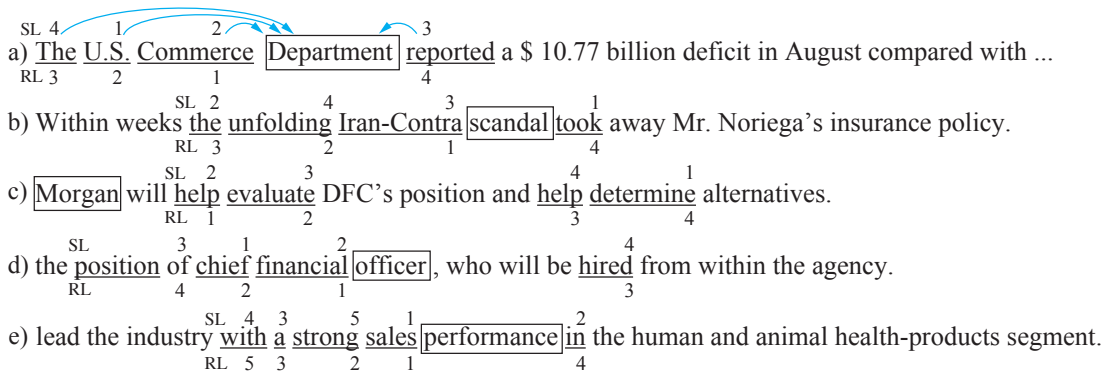 SL 4 1 2 3
a) The U.S. Commerce Department reported a $ 10.77 billion deficit in August compared with ...
RL 3 2 1 4
SL 2 4 3 1
b) Within weeks the unfolding Iran-Contra scandal took away Mr. Noriega's insurance policy.
RL 3 2 1 4
SL 2 3 4 1
c) Morgan will help evaluate DFC's position and help determine alternatives.
RL 1 2 3 4
SL 3 1 2 4
d) the position of chief financial officer, who will be hired from within the agency.
RL 4 2 1 3
SL 4 3 5 1 2
e) lead the industry with a strong sales performance in the human and animal health-products segment.
RL 5 3 2 1 4